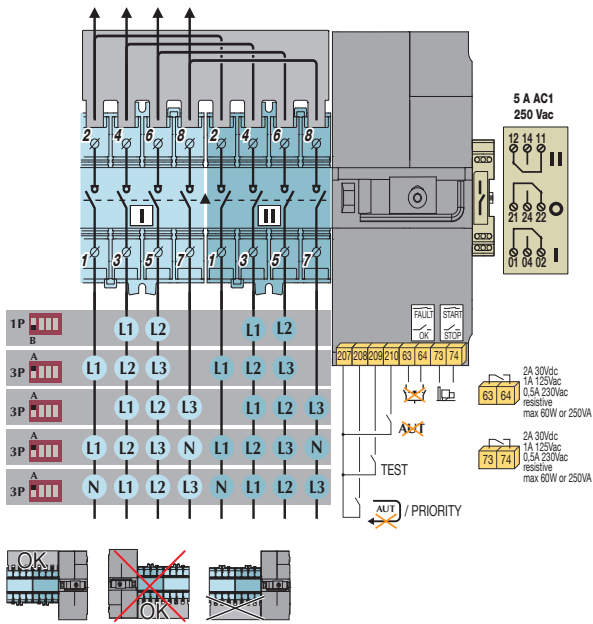 5 A AC1
250 Vac
12 14 11
II
21 24 22
O
01 04 02
I
2 4 6 8 2 4 6 8
I II
1 3 5 7 1 3 5 7
FAULT START
OK STOP
207 208 209 210 63 64 73 74
1P B L1 L2 L1 L2
3P A L1 L2 L3 L1 L2 L3
3P A L1 L2 L3 L1 L2 L3
3P A L1 L2 L3 N L1 L2 L3 N
3P A N L1 L2 L3 N L1 L2 L3
AUT
TEST
AUT / PRIORITY
63 64
2A 30Vdc
1A 125Vac
0,5A 230Vac
resistive
max 60W or 250VA
73 74
2A 30Vdc
1A 125Vac
0,5A 230Vac
resistive
max 60W or 250VA
OK
OK